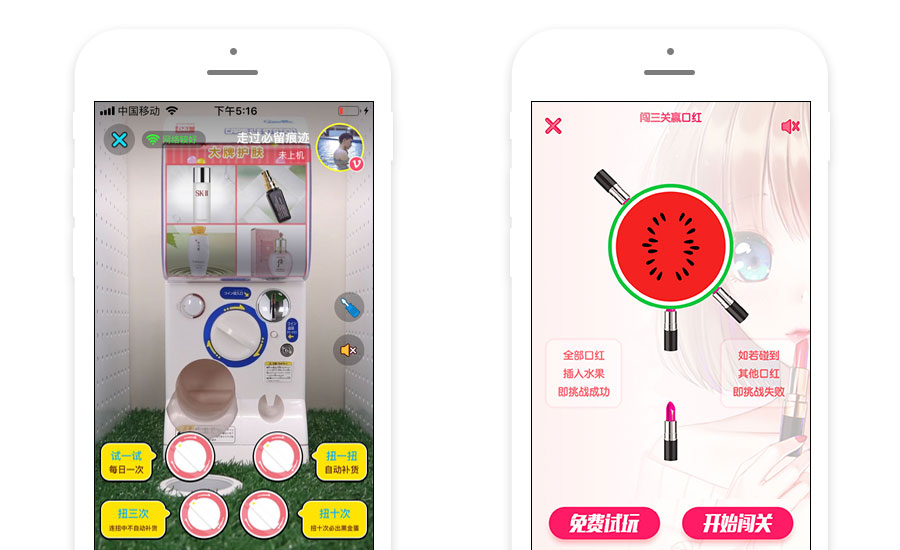 中国移动
下午5:16
网络较好
走过必留痕迹
未上机
大牌护肤
SK-II
试一试
每日一次
扭一扭
自动补货
扭三次
连扭中不自动补货
扭十次
扭十次必出黑金蛋
闯三关赢口红
全部口红
插入水果
即挑战成功
如若碰到
其他口红
即挑战失败
免费试玩
开始闯关